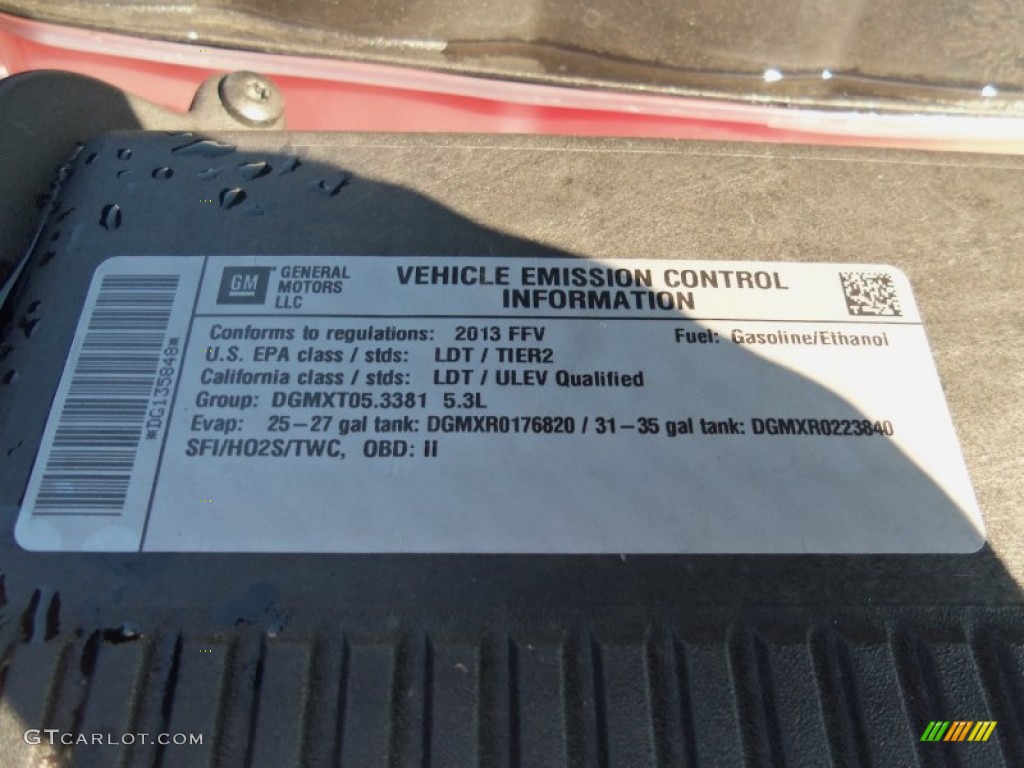 GM GENERAL MOTORS LLC
VEHICLE EMISSION CONTROL
INFORMATION
Conforms to regulations: 2013 FFV Fuel: Gasoline/Ethanol
U.S. EPA class / stds: LDT / TIER2
California class / stds: LDT / ULEV Qualified
Group: DGMXT05.3381 5.3L
Evap: 25-27 gal tank: DGMXR0176820 / 31-35 gal tank: DGMXR0223840
SFI/HO2S/TWC, OBD: II
*DG135848*
GTCARLOT.COM